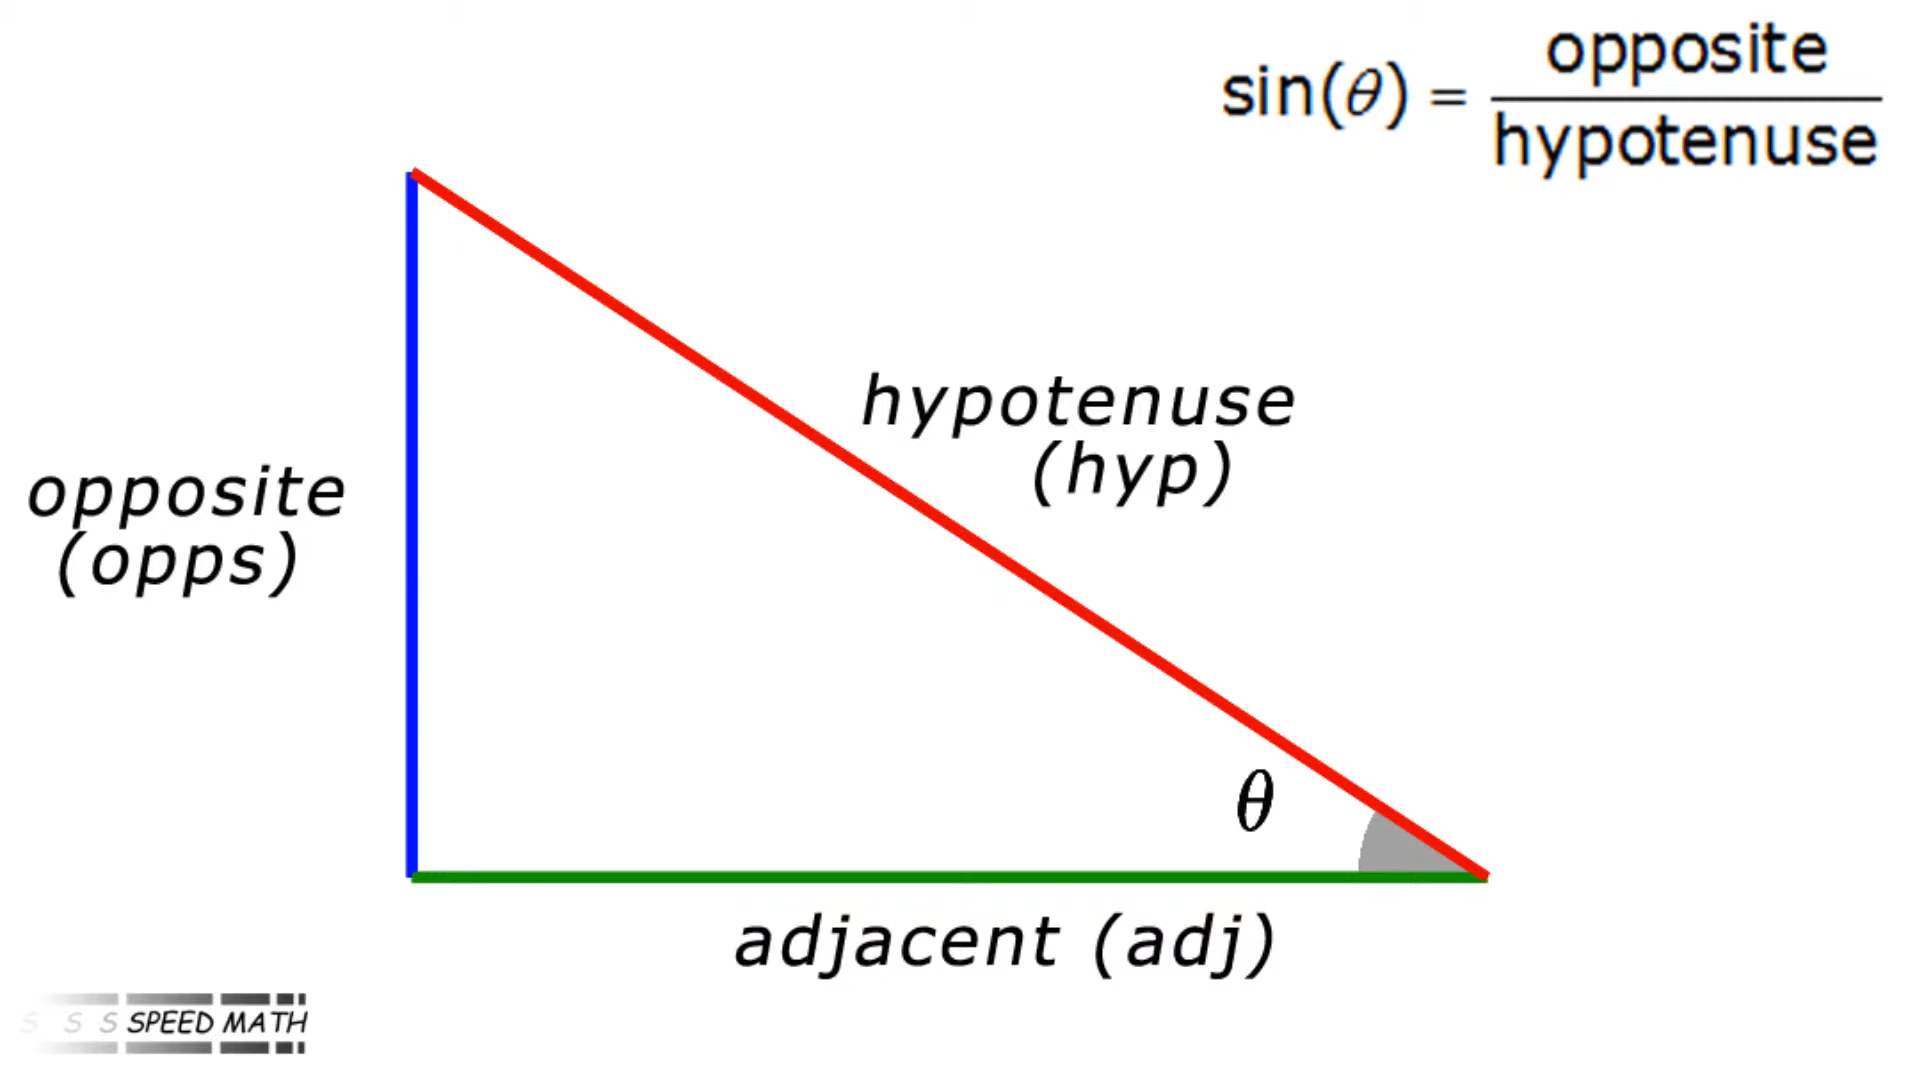 sin(θ) = opposite
hypotenuse
hypotenuse
(hyp)
opposite
(opps)
θ
adjacent (adj)
S S S SPEED MATH